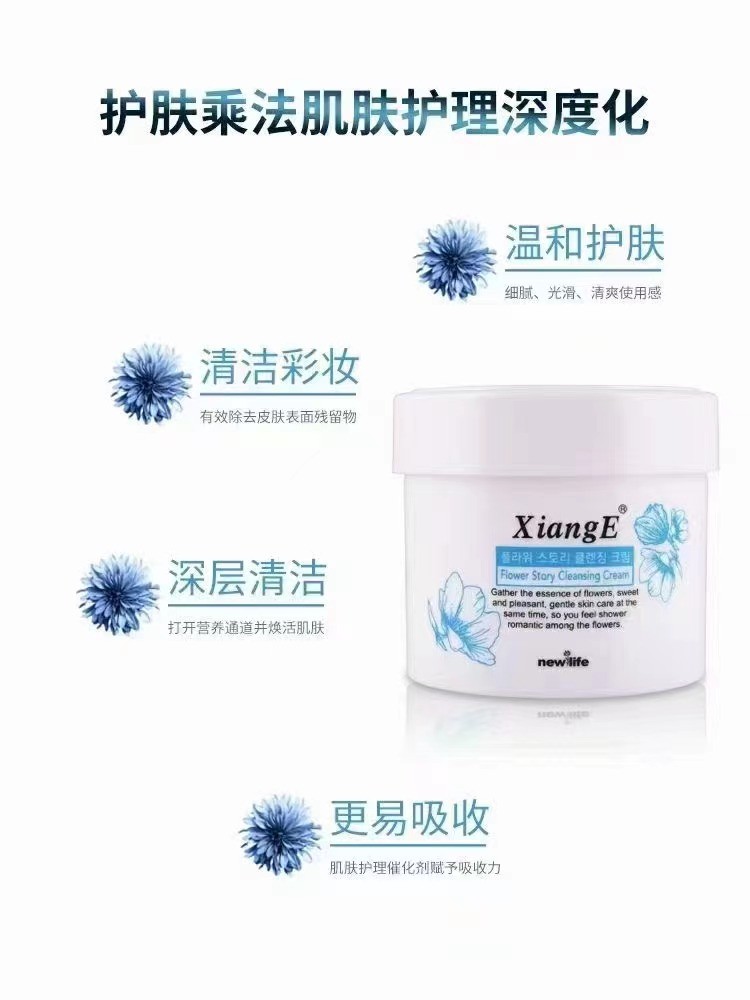 护肤乘法肌肤护理深度化
温和护肤
细腻、光滑、清爽使用感
清洁彩妆
有效除去皮肤表面残留物
深层清洁
打开营养通道并焕活肌肤
更易吸收
肌肤护理催化剂赋予吸收力
XiangE®
플라워 스토리 클렌징 크림
Flower Story Cleansing Cream
Gather the essence of flowers, sweet
and pleasant, gentle skin care at the
same time, so you feel shower
romantic among the flowers.
newlife